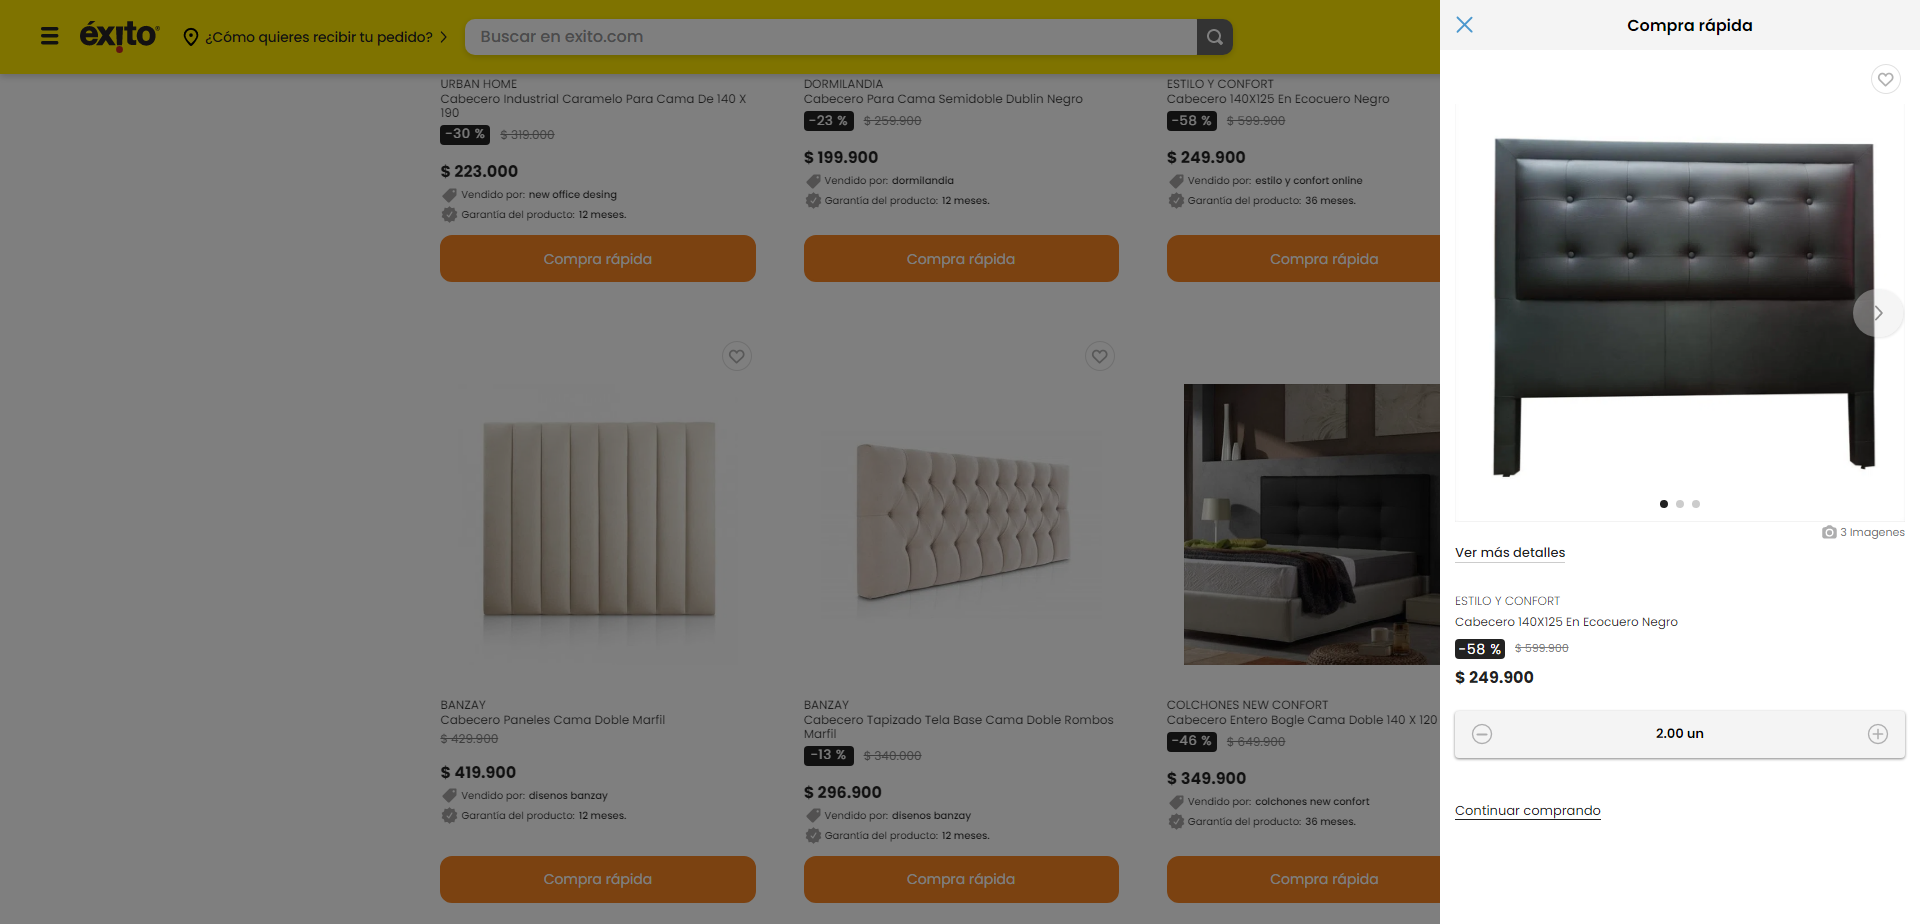 éxito
¿Cómo quieres recibir tu pedido?
Buscar en exito.com
URBAN HOME
Cabecero Industrial Caramelo Para Cama De 140 X
190
-30 % $ 319.000
$ 223.000
Vendido por: new office desing
Garantía del producto: 12 meses.
Compra rápida
DORMILANDIA
Cabecero Para Cama Semidoble Dublin Negro
-23 % $ 259.900
$ 199.900
Vendido por: dormilandia
Garantía del producto: 12 meses.
Compra rápida
ESTILO Y CONFORT
Cabecero 140X125 En Ecocuero Negro
-58 % $ 599.900
$ 249.900
Vendido por: estilo y confort online
Garantía del producto: 36 meses.
Compra rápida
BANZAY
Cabecero Paneles Cama Doble Marfil
$ 429.900
$ 419.900
Vendido por: disenos banzay
Garantía del producto: 12 meses.
Compra rápida
BANZAY
Cabecero Tapizado Tela Base Cama Doble Rombos
Marfil
-13 % $ 340.000
$ 296.900
Vendido por: disenos banzay
Garantía del producto: 12 meses.
Compra rápida
COLCHONES NEW CONFORT
Cabecero Entero Bogle Cama Doble 140 X 120
-46 % $ 649.900
$ 349.900
Vendido por: colchones new confort
Garantía del producto: 36 meses.
Compra rápida
Compra rápida
3 Imagenes
Ver más detalles
ESTILO Y CONFORT
Cabecero 140X125 En Ecocuero Negro
-58 % $ 599.900
$ 249.900
2.00 un
Continuar comprando